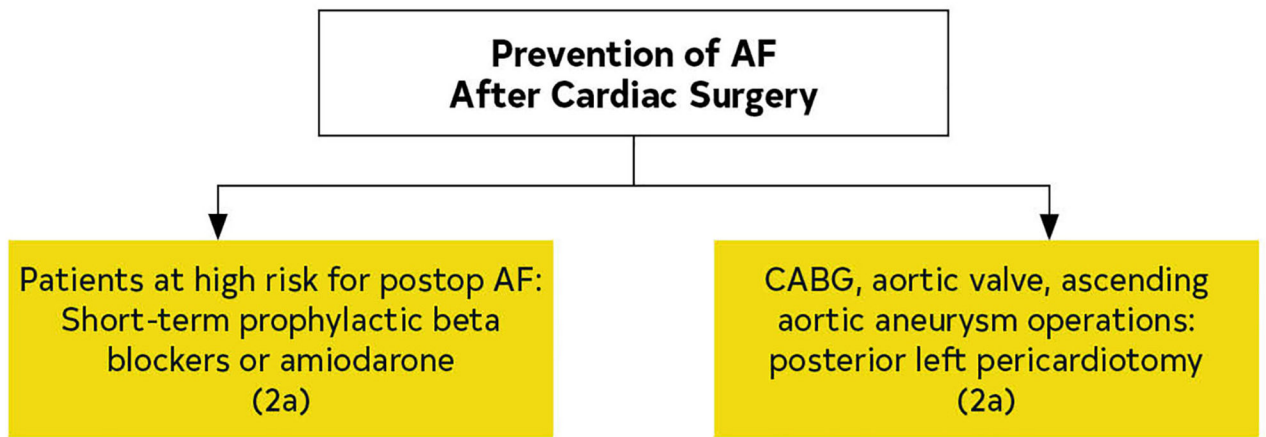 Prevention of AF
After Cardiac Surgery
Patients at high risk for postop AF:
Short-term prophylactic beta
blockers or amiodarone
(2a)
CABG, aortic valve, ascending
aortic aneurysm operations:
posterior left pericardiotomy
(2a)